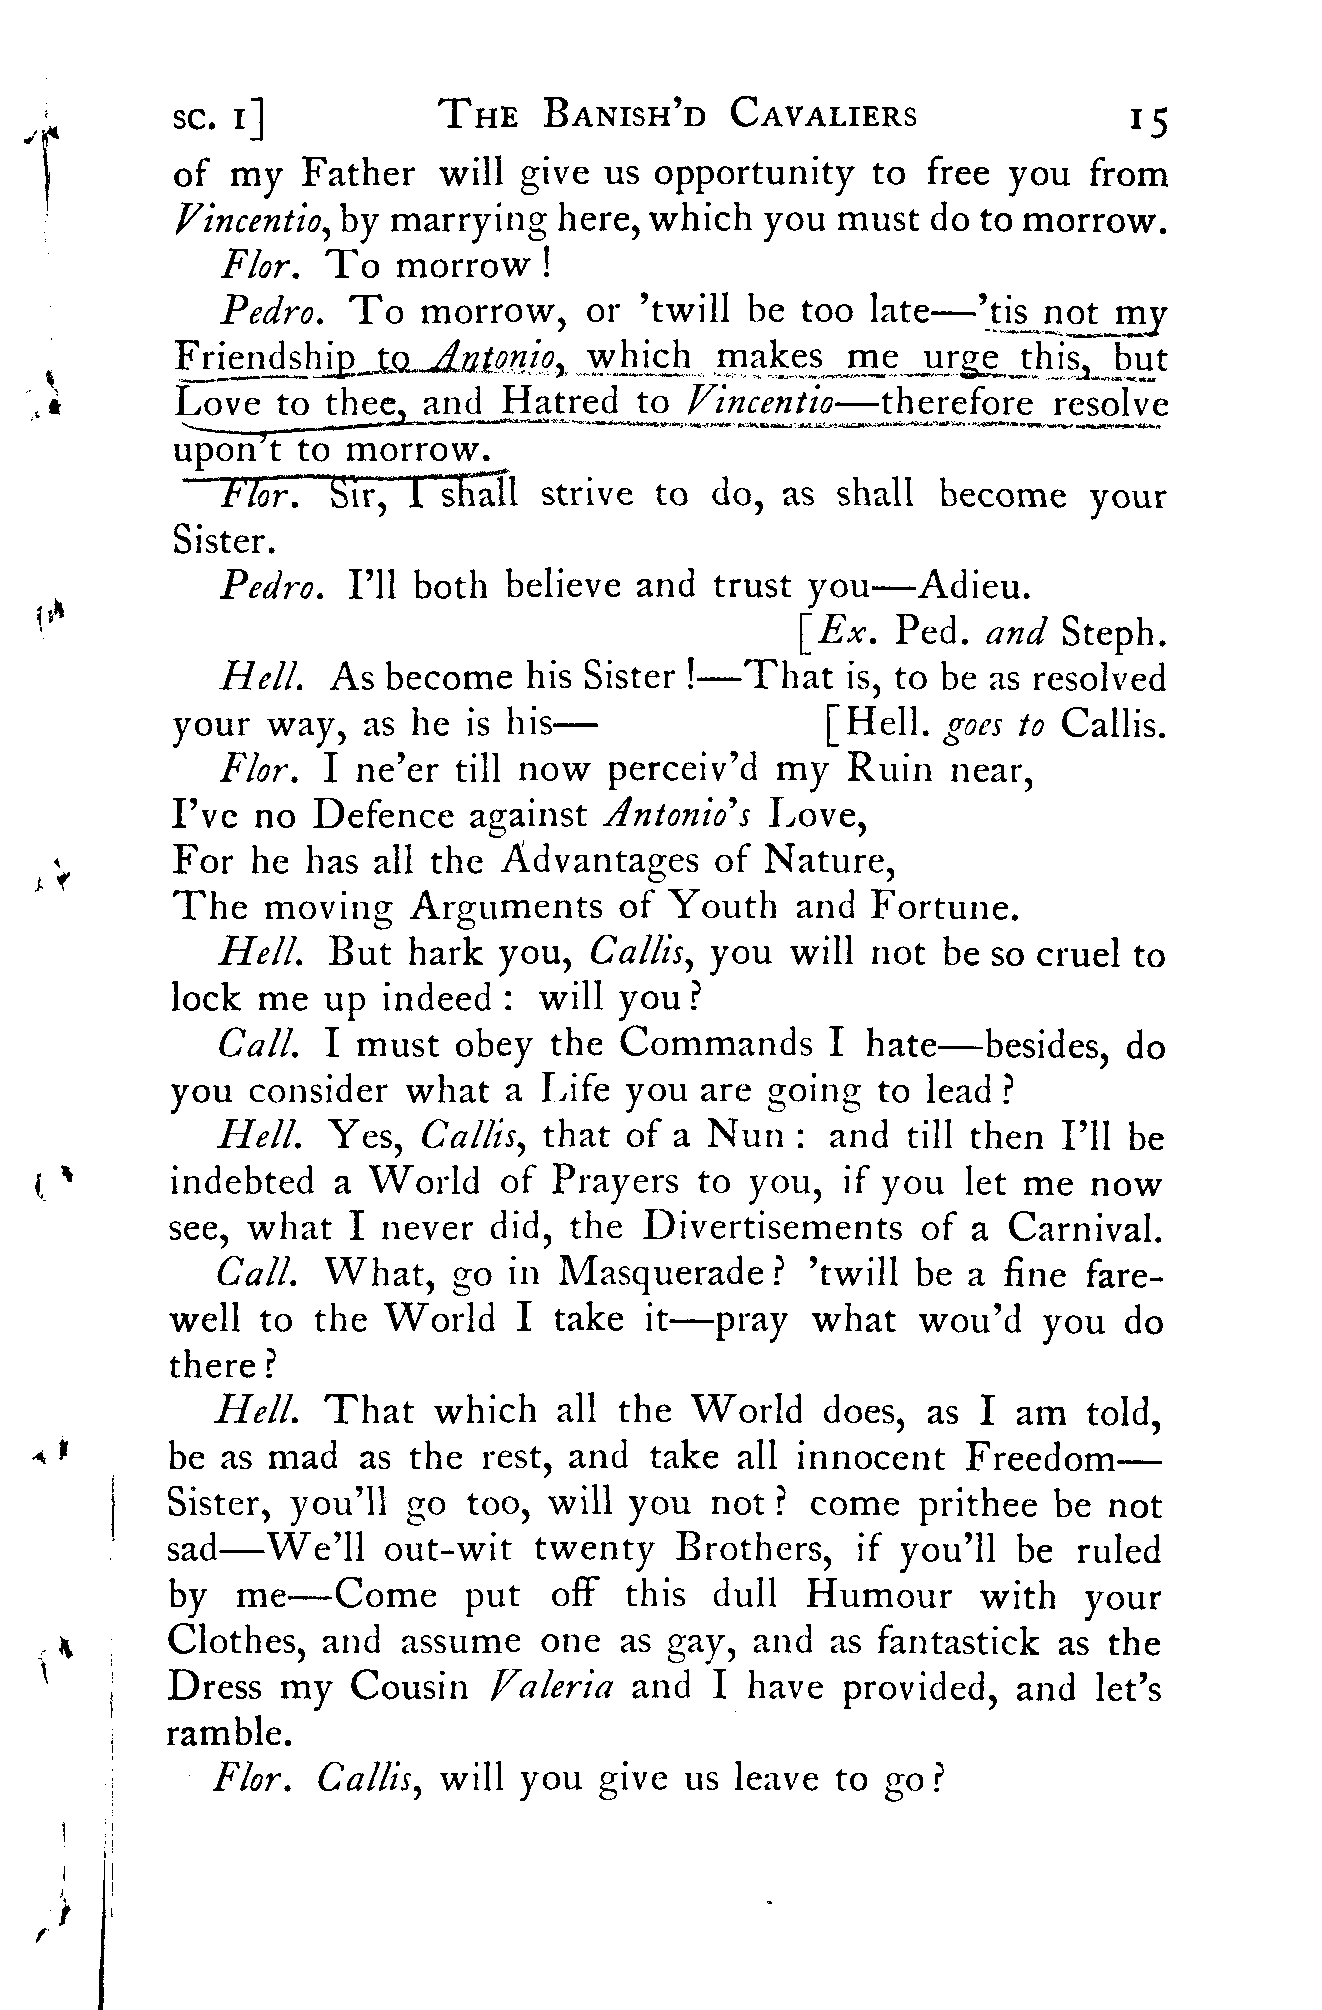 SC. I] THE BANISH'D CAVALIERS 15
of my Father will give us opportunity to free you from
Vincentio, by marrying here, which you must do to morrow.
Flor. To morrow!
Pedro. To morrow, or 'twill be too late—'tis not my
Friendship to Antonio, which makes me urge this, but
Love to thee, and Hatred to Vincentio—therefore resolve
upon't to morrow.
Flor. Sir, I shall strive to do, as shall become your
Sister.
Pedro. I'll both believe and trust you—Adieu.
[Ex. Ped. and Steph.
Hell. As become his Sister!—That is, to be as resolved
your way, as he is his— [Hell. goes to Callis.
Flor. I ne'er till now perceiv'd my Ruin near,
I've no Defence against Antonio's Love,
For he has all the Advantages of Nature,
The moving Arguments of Youth and Fortune.
Hell. But hark you, Callis, you will not be so cruel to
lock me up indeed: will you?
Call. I must obey the Commands I hate—besides, do
you consider what a Life you are going to lead?
Hell. Yes, Callis, that of a Nun: and till then I'll be
indebted a World of Prayers to you, if you let me now
see, what I never did, the Divertisements of a Carnival.
Call. What, go in Masquerade? 'twill be a fine fare-
well to the World I take it—pray what wou'd you do
there?
Hell. That which all the World does, as I am told,
be as mad as the rest, and take all innocent Freedom—
Sister, you'll go too, will you not? come prithee be not
sad—We'll out-wit twenty Brothers, if you'll be ruled
by me—Come put off this dull Humour with your
Clothes, and assume one as gay, and as fantastick as the
Dress my Cousin Valeria and I have provided, and let's
ramble.
Flor. Callis, will you give us leave to go?